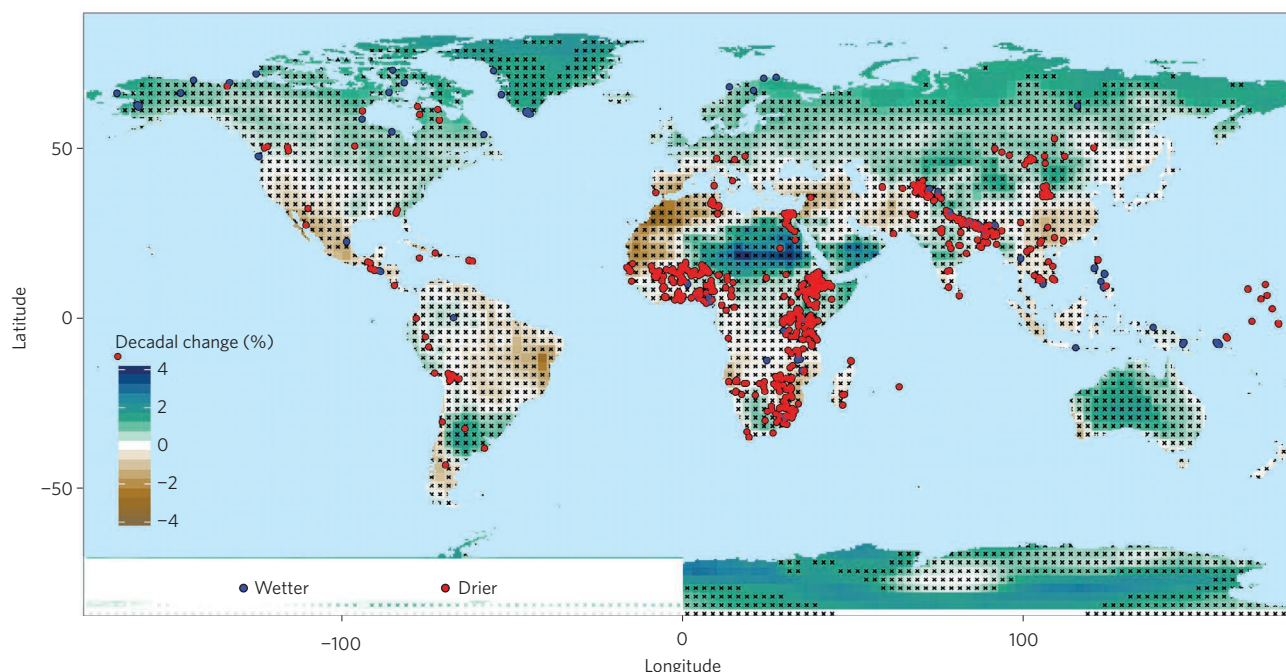 50
0
−50
Latitude
Decadal change (%)
4
2
0
−2
−4
Wetter
Drier
−100
0
100
Longitude